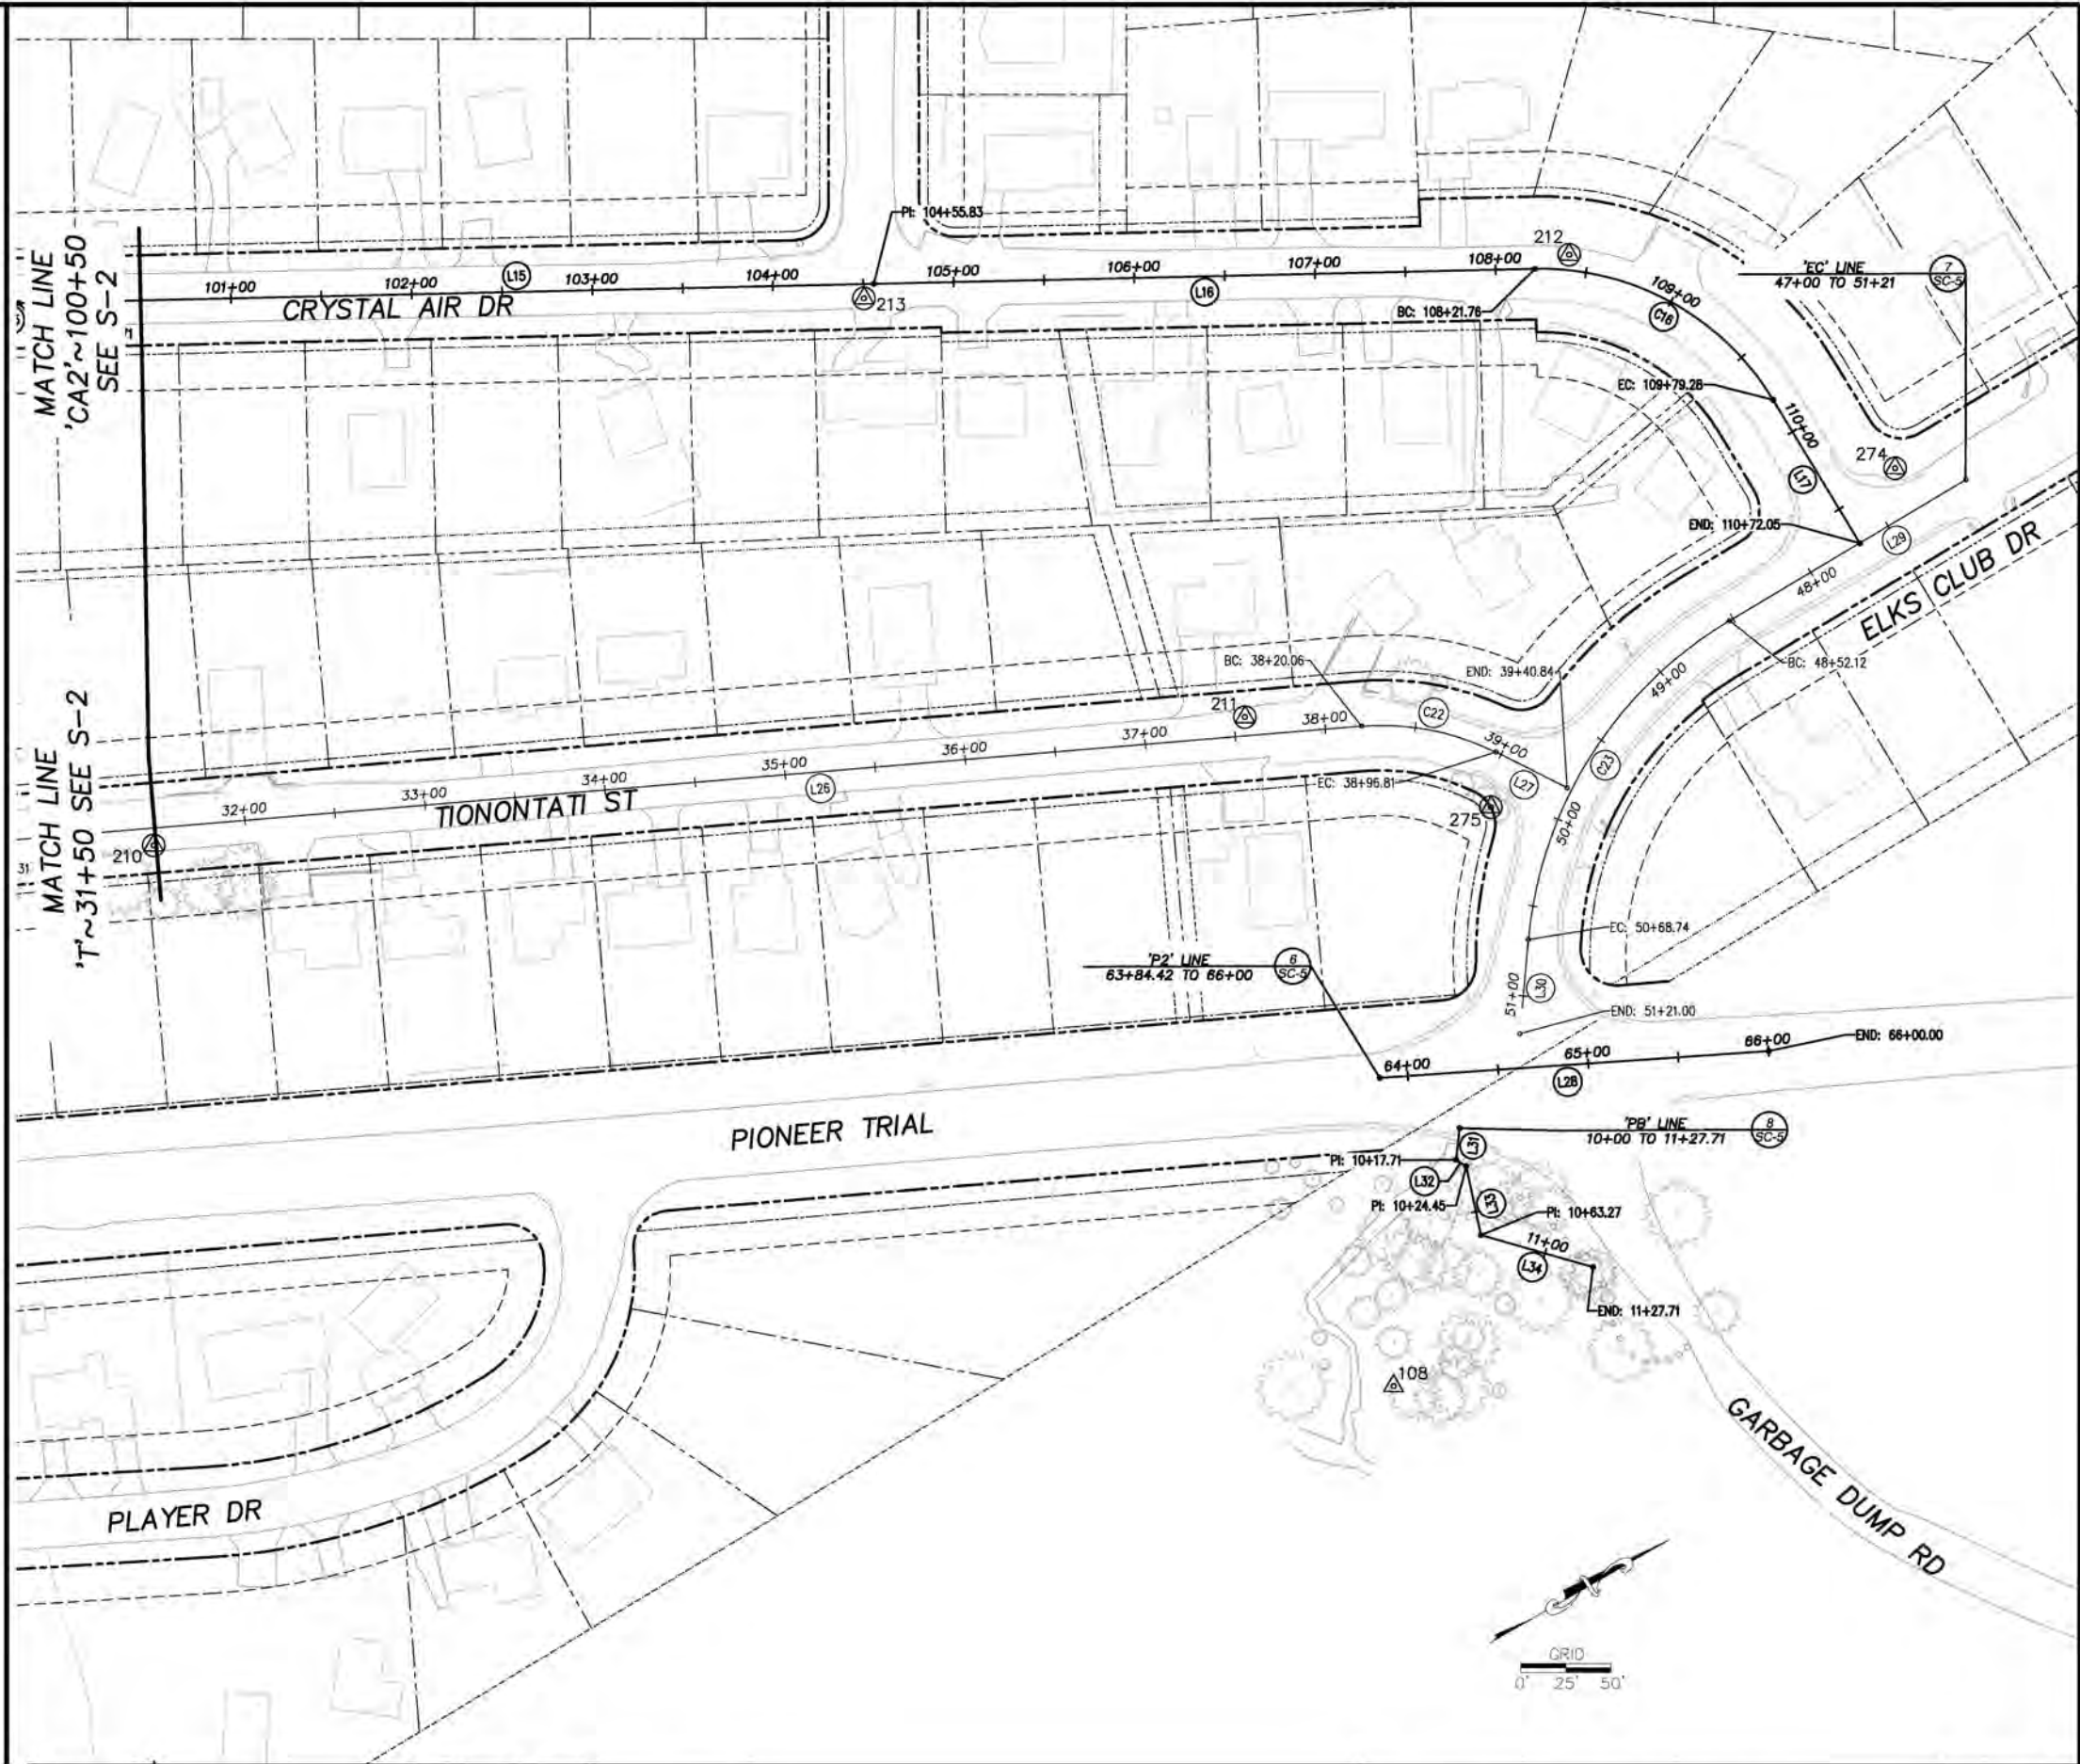 PI: 104+55.83
212
'EC' LINE
47+00 TO 51+21
7
SC-5
MATCH LINE
'CA2'~100+50
SEE S-2
101+00
102+00
L15
103+00
104+00
105+00
106+00
107+00
108+00
109+00
CRYSTAL AIR DR
213
L16
BC: 108+21.76
C16
EC: 109+79.28
110+00
274
L17
END: 110+72.05
L29
48+00
ELKS CLUB DR
BC: 38+20.06
END: 39+40.84
BC: 48+52.12
49+00
211
C22
38+00
37+00
36+00
35+00
34+00
33+00
32+00
39+00
L26
TIONONTATI ST
EC: 38+96.81
L27
C23
275
50+00
MATCH LINE
'T'~31+50 SEE S-2
210
31
EC: 50+68.74
'P2' LINE
63+84.42 TO 66+00
6
SC-5
51+00
L30
END: 51+21.00
64+00
65+00
66+00
END: 66+00.00
L28
PIONEER TRIAL
'PB' LINE
10+00 TO 11+27.71
8
SC-5
L31
PI: 10+17.71
L32
PI: 10+24.45
L33
PI: 10+63.27
11+00
L34
END: 11+27.71
108
GARBAGE DUMP RD
PLAYER DR
GRID
0' 25' 50'